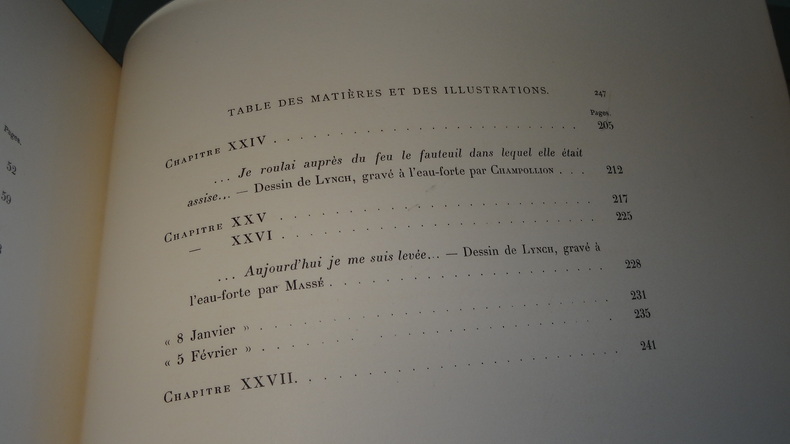 Pages.
52
59
TABLE DES MATIÈRES ET DES ILLUSTRATIONS. 247
Pages.
CHAPITRE XXIV . . . . . . . . . . . . . . . . . . . . 205
... Je roulai auprès du feu le fauteuil dans lequel elle était
assise... — Dessin de LYNCH, gravé à l'eau-forte par CHAMPOLLION . . . 212
CHAPITRE XXV . . . . . . . . . . . . . . . . . . . . 217
— XXVI . . . . . . . . . . . . . . . . . . . . 225
... Aujourd'hui je me suis levée... — Dessin de LYNCH, gravé à
l'eau-forte par MASSÉ . . . . . . . . . . . . . . . . . 228
« 8 Janvier » . . . . . . . . . . . . . . . . . . . . 231
« 5 Février » . . . . . . . . . . . . . . . . . . . . 235
CHAPITRE XXVII. . . . . . . . . . . . . . . . . . . . 241